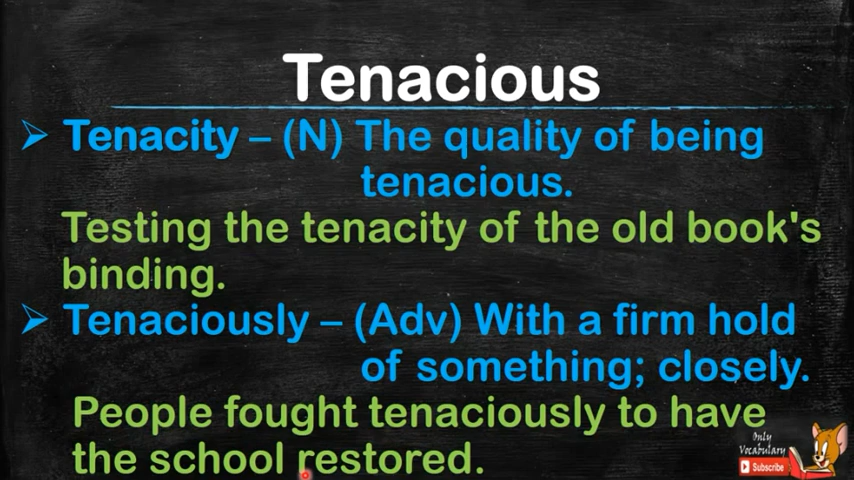 Tenacious
➢ Tenacity – (N) The quality of being
tenacious.
Testing the tenacity of the old book's
binding.
➢ Tenaciously – (Adv) With a firm hold
of something; closely.
People fought tenaciously to have
the school restored.
Only
Vocabulary
Subscribe